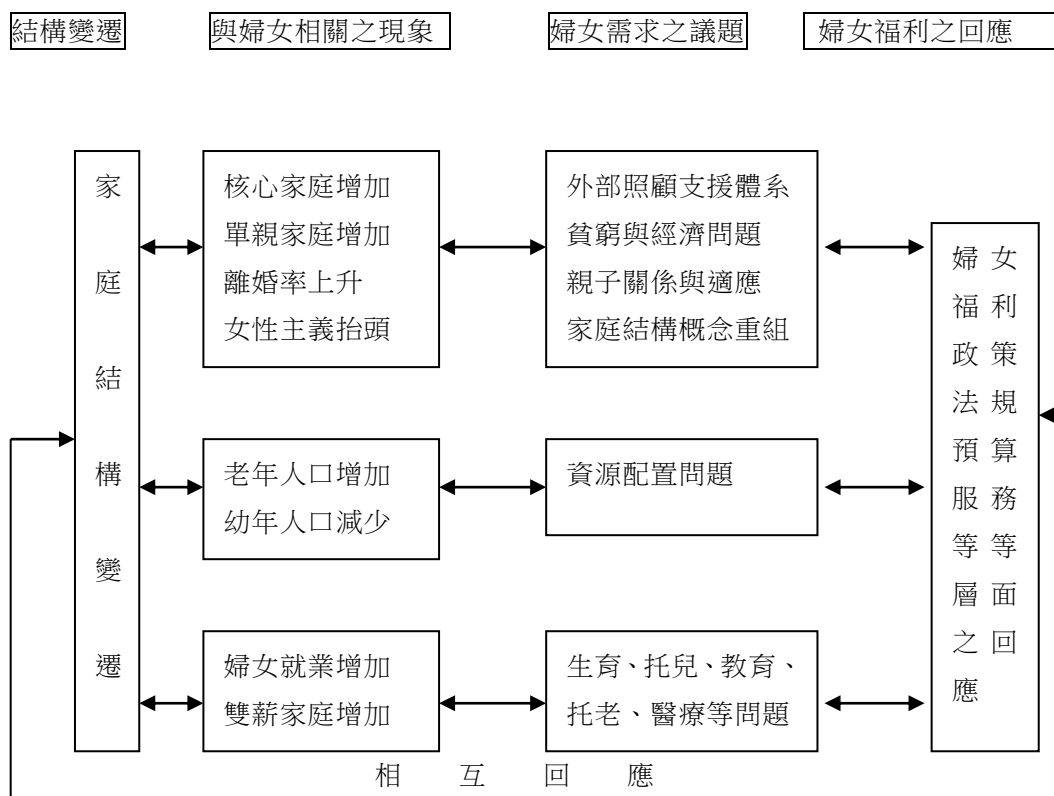 結構變遷 與婦女相關之現象 婦女需求之議題 婦女福利之回應
家庭結構變遷
核心家庭增加
單親家庭增加
離婚率上升
女性主義抬頭
外部照顧支援體系
貧窮與經濟問題
親子關係與適應
家庭結構概念重組
老年人口增加
幼年人口減少
資源配置問題
婦女就業增加
雙薪家庭增加
生育、托兒、教育、
托老、醫療等問題
婦女
福利
政策
法規
預算
服務
等等
層面
之回
應
相互回應